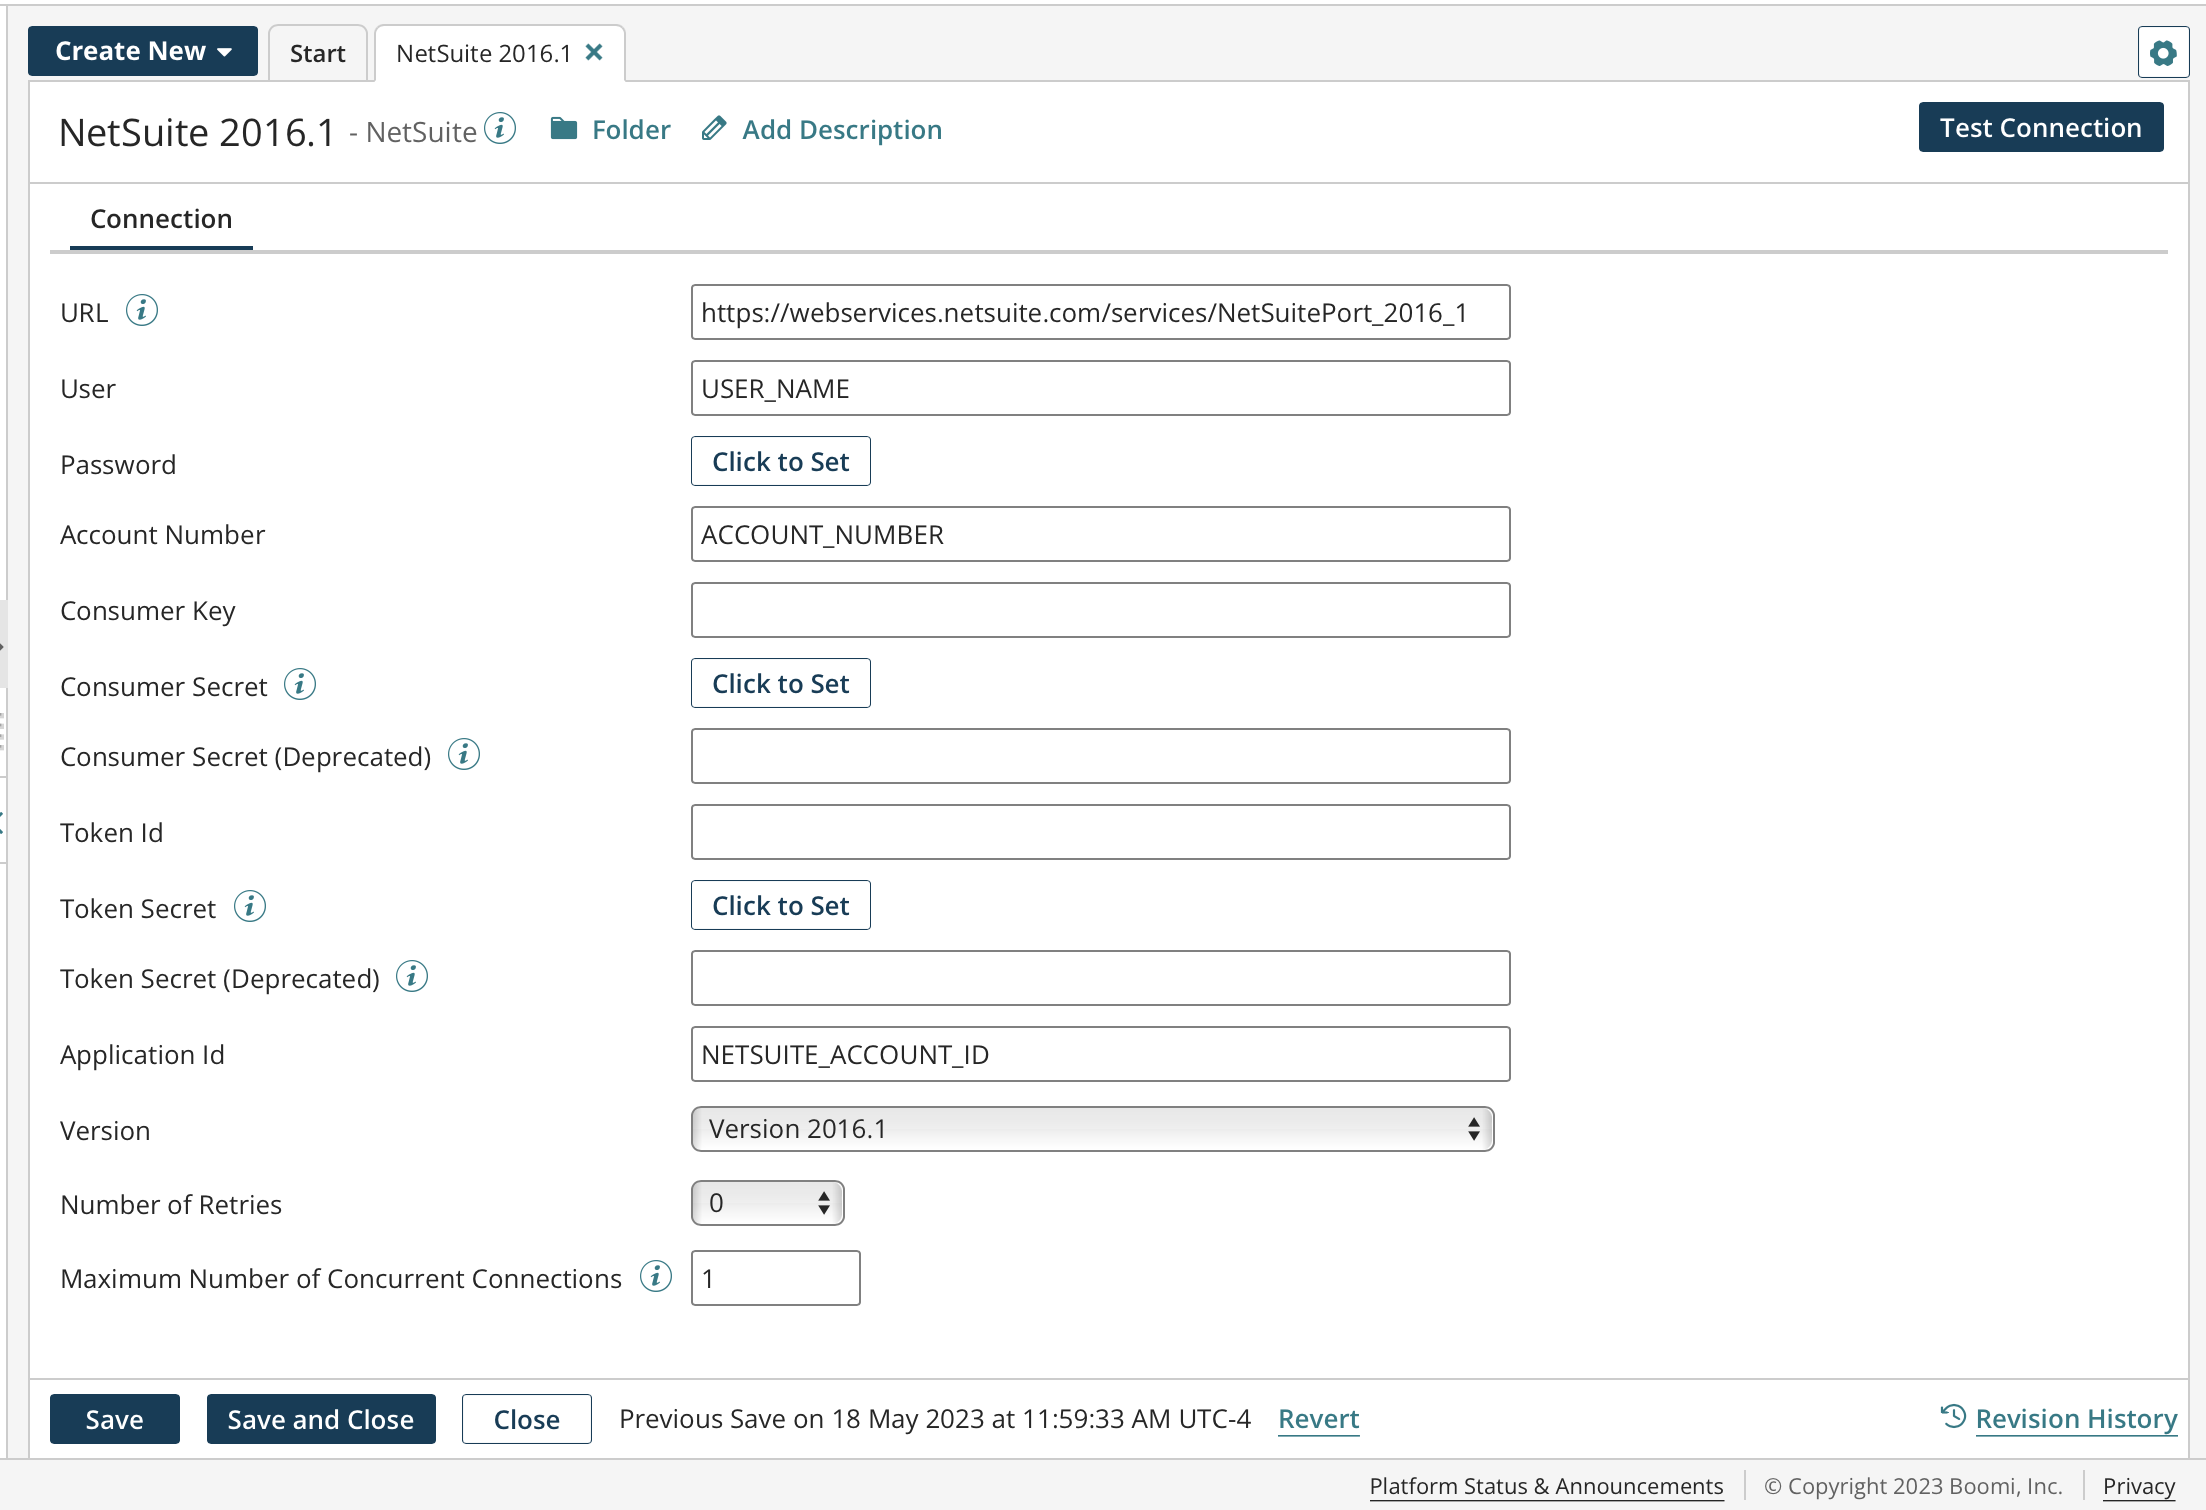 Create New
Start
NetSuite 2016.1
NetSuite 2016.1 - NetSuite
Folder
Add Description
Test Connection
Connection
URL
https://webservices.netsuite.com/services/NetSuitePort_2016_1
User
USER_NAME
Password
Click to Set
Account Number
ACCOUNT_NUMBER
Consumer Key
Consumer Secret
Click to Set
Consumer Secret (Deprecated)
Token Id
Token Secret
Click to Set
Token Secret (Deprecated)
Application Id
NETSUITE_ACCOUNT_ID
Version
Version 2016.1
Number of Retries
0
Maximum Number of Concurrent Connections
1
Save
Save and Close
Close
Previous Save on 18 May 2023 at 11:59:33 AM UTC-4
Revert
Revision History
Platform Status & Announcements
© Copyright 2023 Boomi, Inc.
Privacy